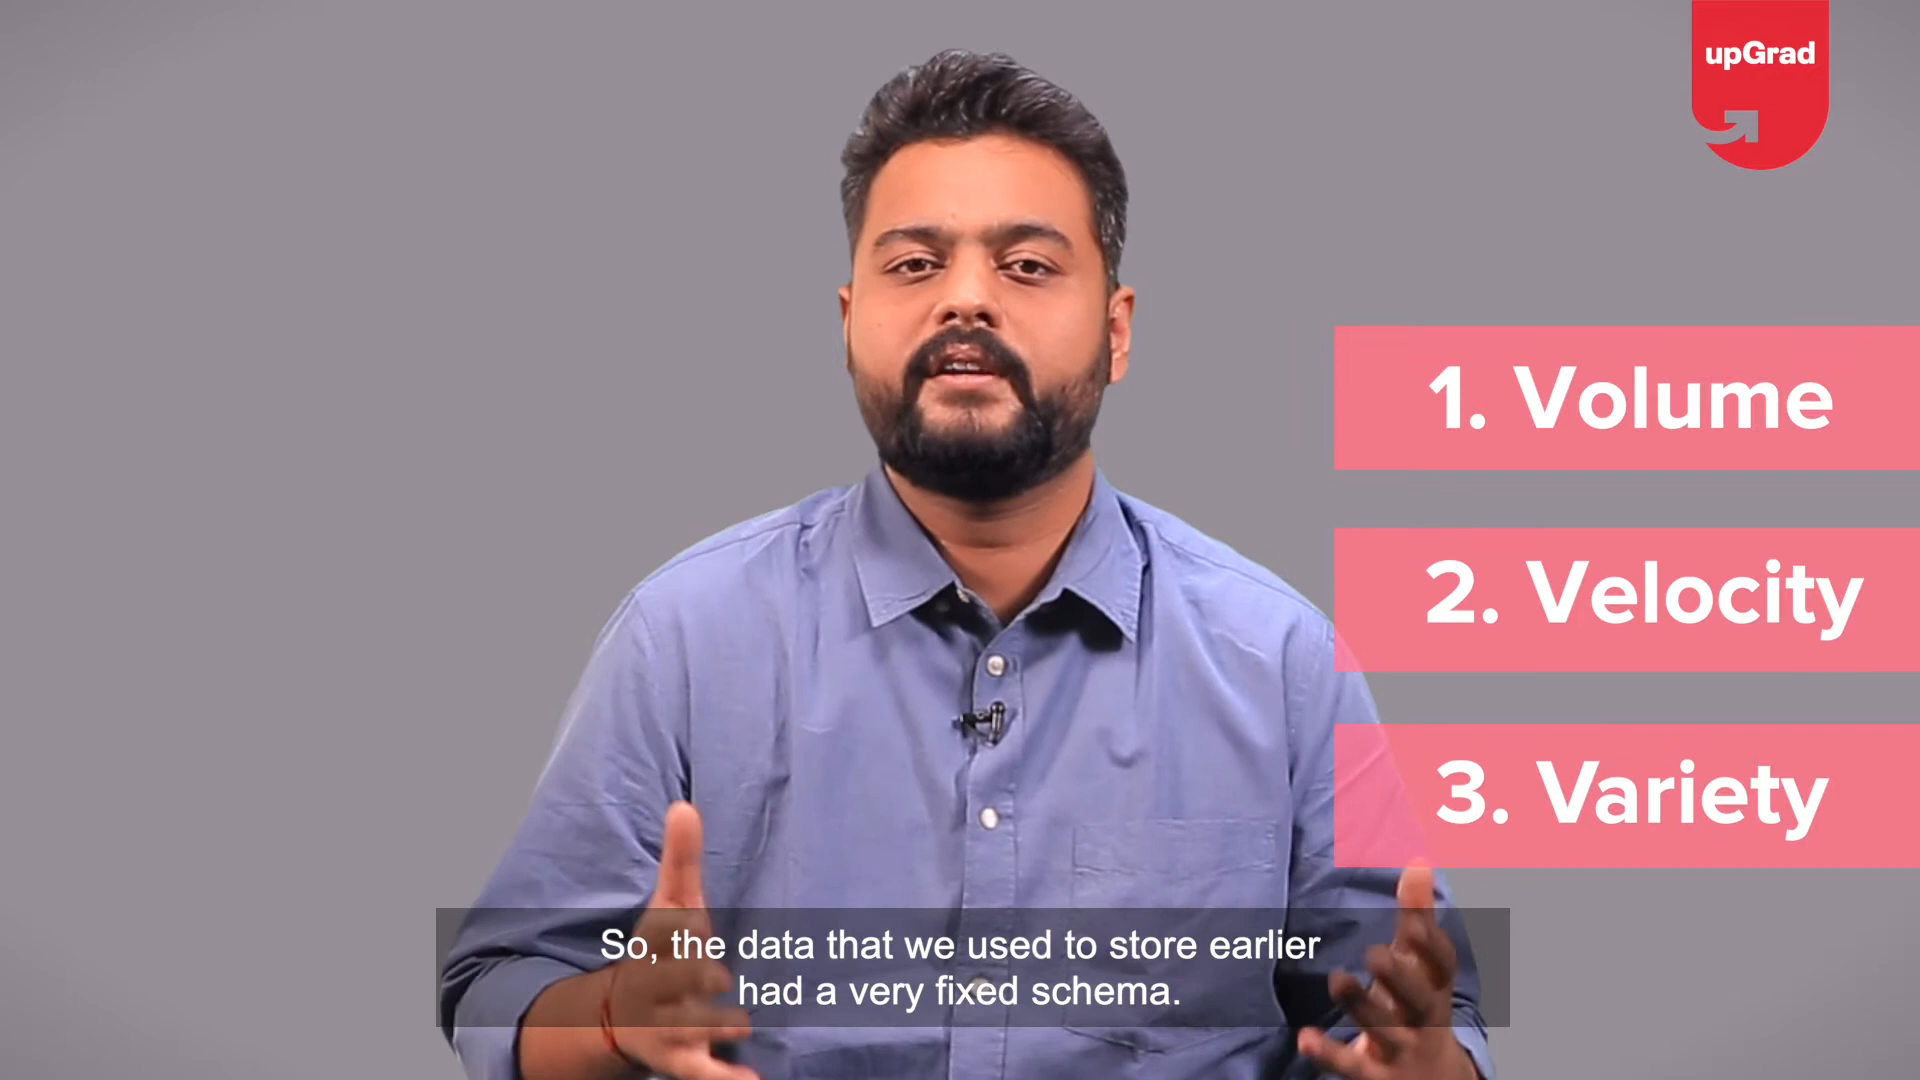 upGrad
1. Volume
2. Velocity
3. Variety
So, the data that we used to store earlier
had a very fixed schema.